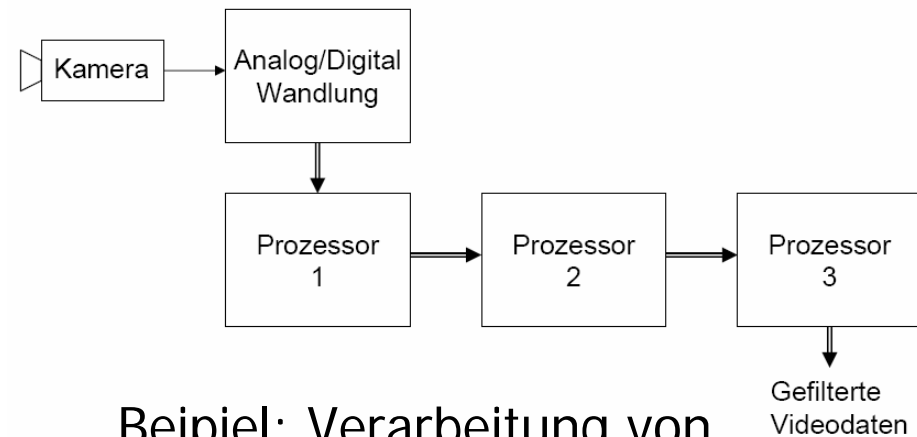 Kamera
Analog/Digital
Wandlung
Prozessor
1
Prozessor
2
Prozessor
3
Gefilterte
Videodaten
Beipiel: Verarbeitung von